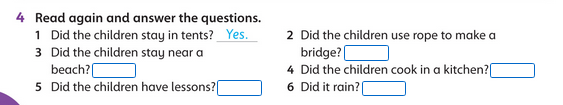 4 Read again and answer the questions.
1 Did the children stay in tents? Yes.
2 Did the children use rope to make a
bridge?
3 Did the children stay near a
beach?
4 Did the children cook in a kitchen?
5 Did the children have lessons?
6 Did it rain?